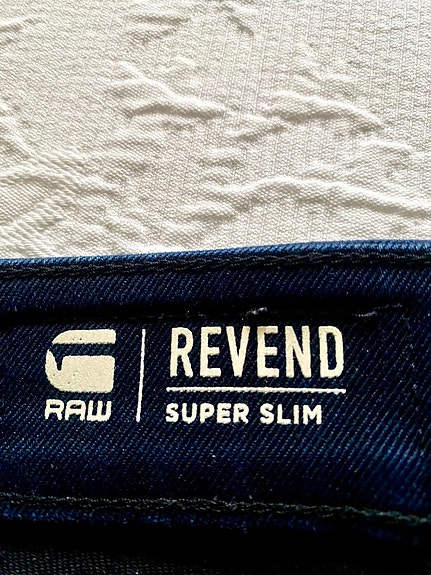 G
RAW
REVEND
SUPER SLIM